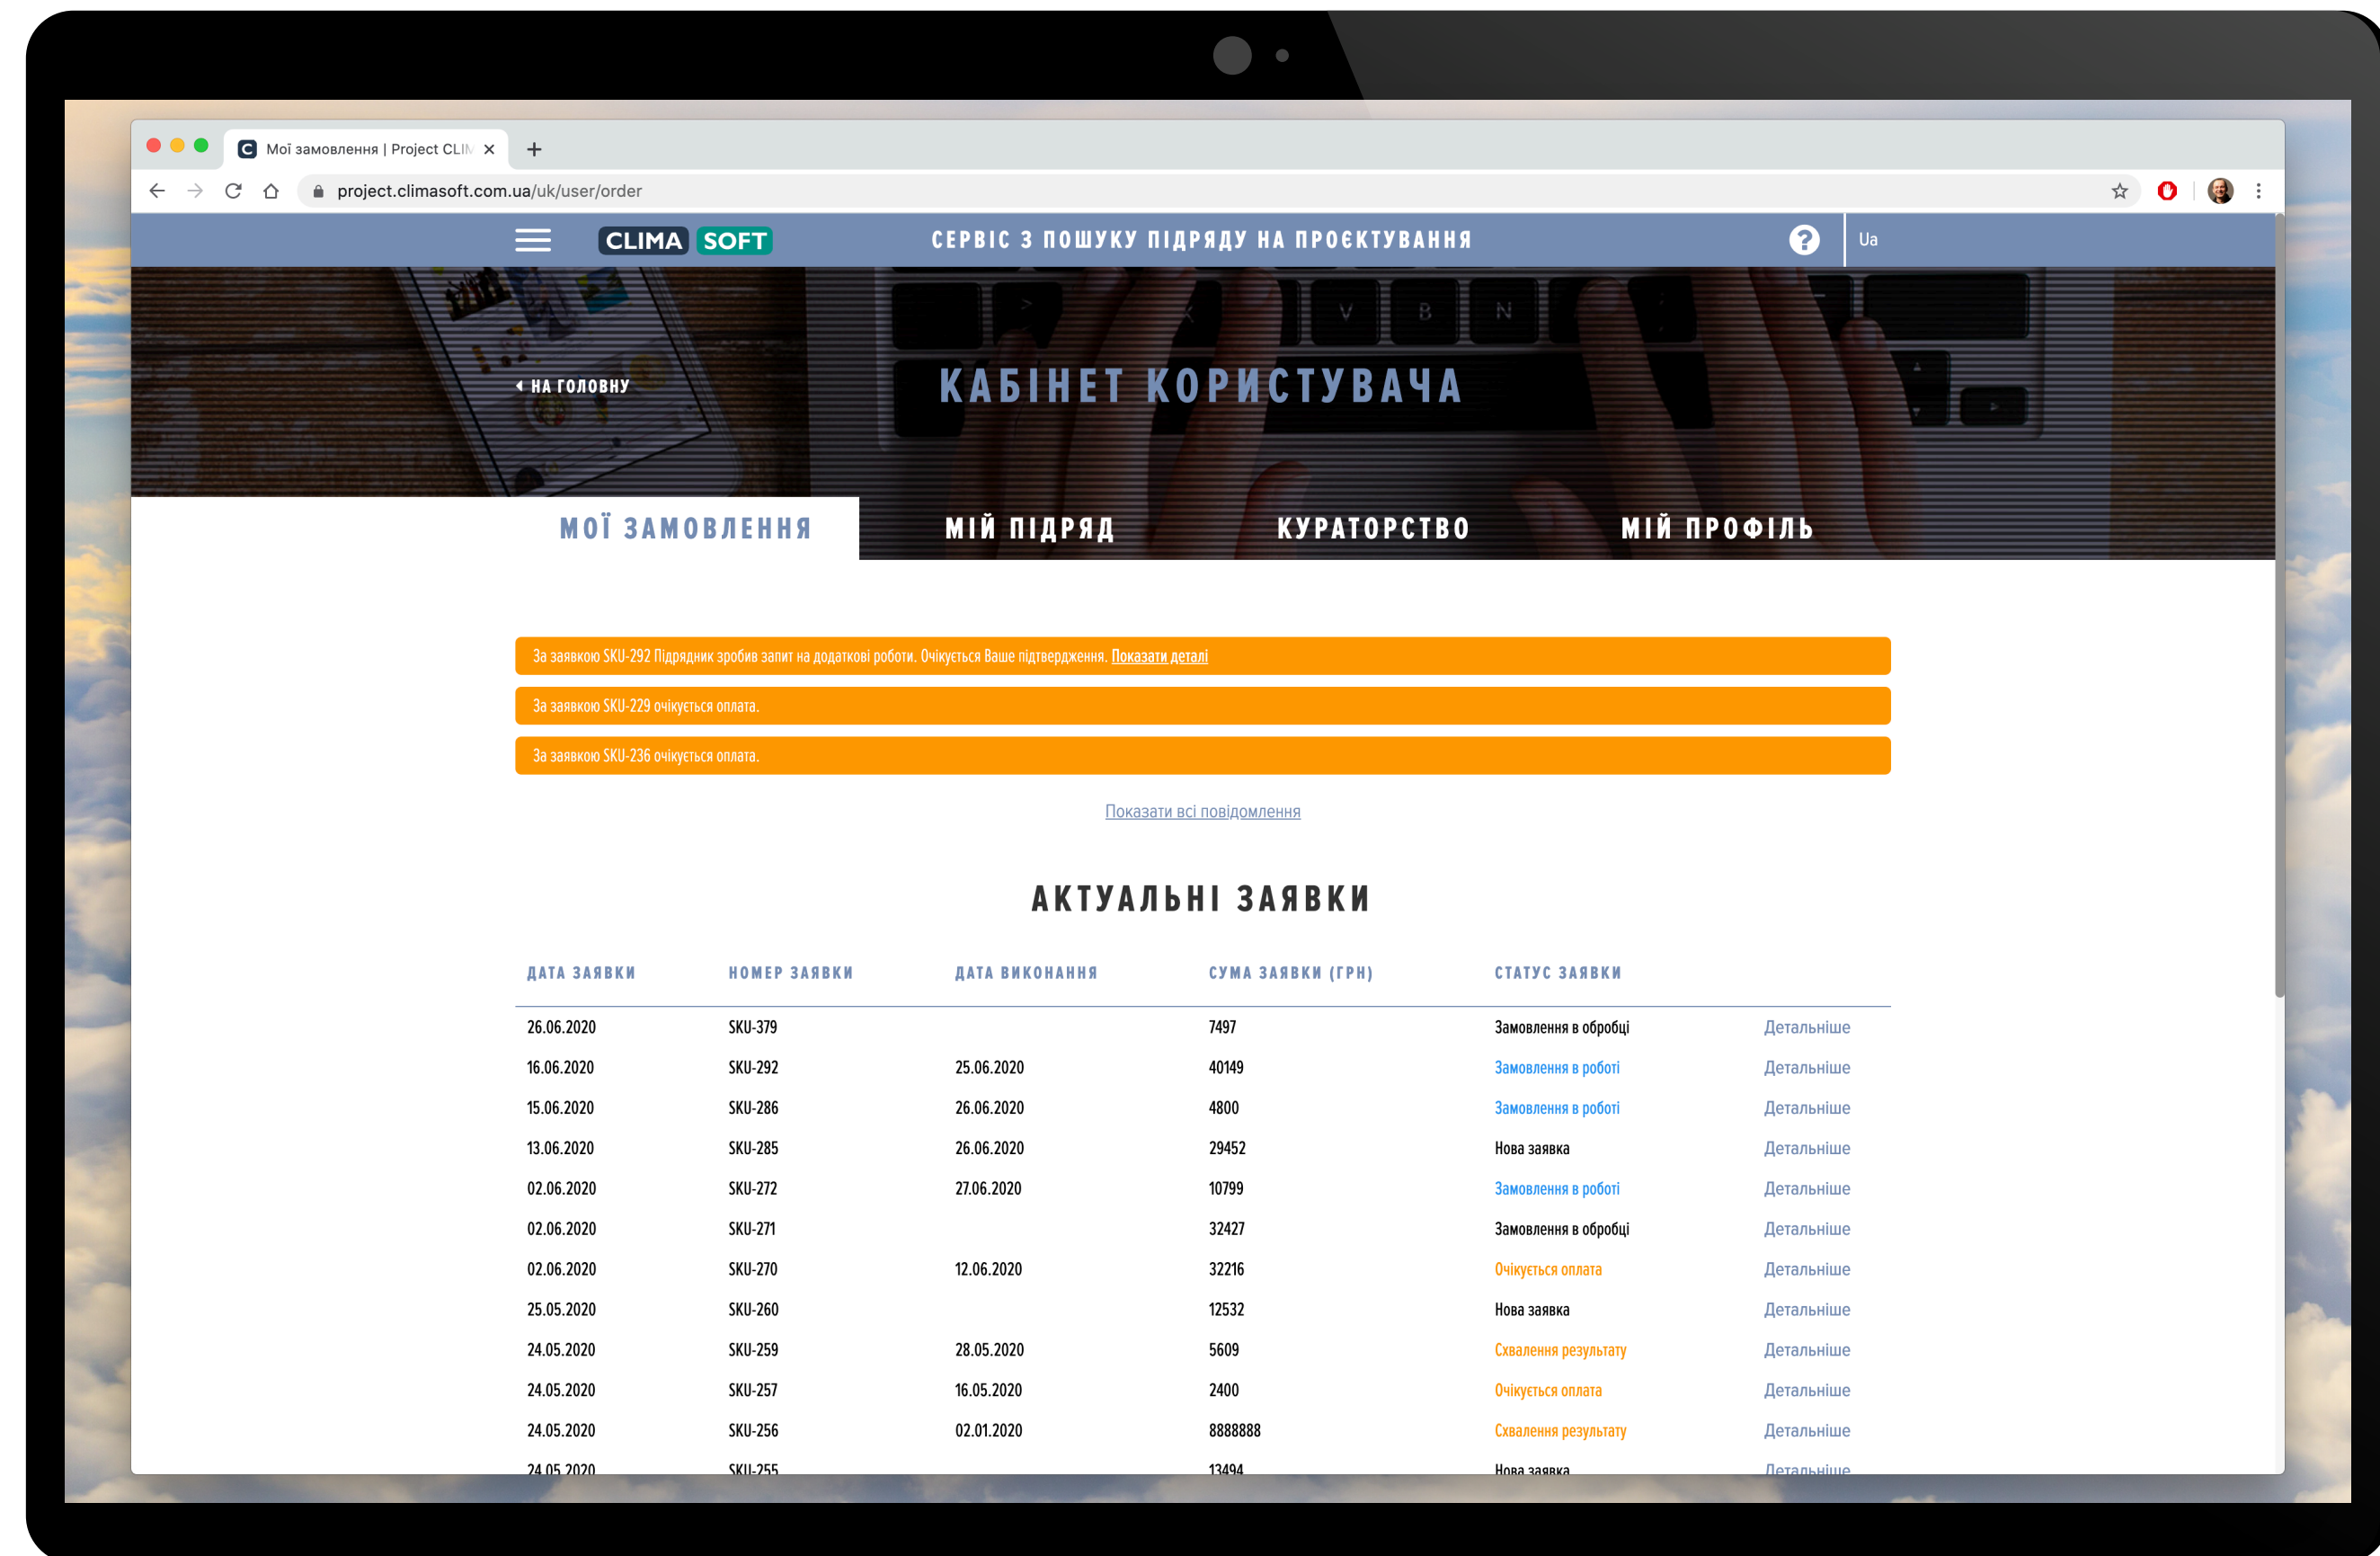 Мої замовлення | Project CLIM
project.climasoft.com.ua/uk/user/order
CLIMA SOFT
СЕРВІС З ПОШУКУ ПІДРЯДУ НА ПРОЄКТУВАННЯ
?
Ua
НА ГОЛОВНУ
КАБІНЕТ КОРИСТУВАЧА
V B N
МОЇ ЗАМОВЛЕННЯ
МІЙ ПІДРЯД
КУРАТОРСТВО
МІЙ ПРОФІЛЬ
За заявкою SKU-292 Підрядник зробив запит на додаткові роботи. Очікується Ваше підтвердження. Показати деталі
За заявкою SKU-229 очікується оплата.
За заявкою SKU-236 очікується оплата.
Показати всі повідомлення
АКТУАЛЬНІ ЗАЯВКИ
ДАТА ЗАЯВКИ НОМЕР ЗАЯВКИ ДАТА ВИКОНАННЯ СУМА ЗАЯВКИ (ГРН) СТАТУС ЗАЯВКИ
26.06.2020 SKU-379 7497 Замовлення в обробці Детальніше
16.06.2020 SKU-292 25.06.2020 40149 Замовлення в роботі Детальніше
15.06.2020 SKU-286 26.06.2020 4800 Замовлення в роботі Детальніше
13.06.2020 SKU-285 26.06.2020 29452 Нова заявка Детальніше
02.06.2020 SKU-272 27.06.2020 10799 Замовлення в роботі Детальніше
02.06.2020 SKU-271 32427 Замовлення в обробці Детальніше
02.06.2020 SKU-270 12.06.2020 32216 Очікується оплата Детальніше
25.05.2020 SKU-260 12532 Нова заявка Детальніше
24.05.2020 SKU-259 28.05.2020 5609 Схвалення результату Детальніше
24.05.2020 SKU-257 16.05.2020 2400 Очікується оплата Детальніше
24.05.2020 SKU-256 02.01.2020 8888888 Схвалення результату Детальніше
24.05.2020 SKU-255 13494 Нова заявка Детальніше